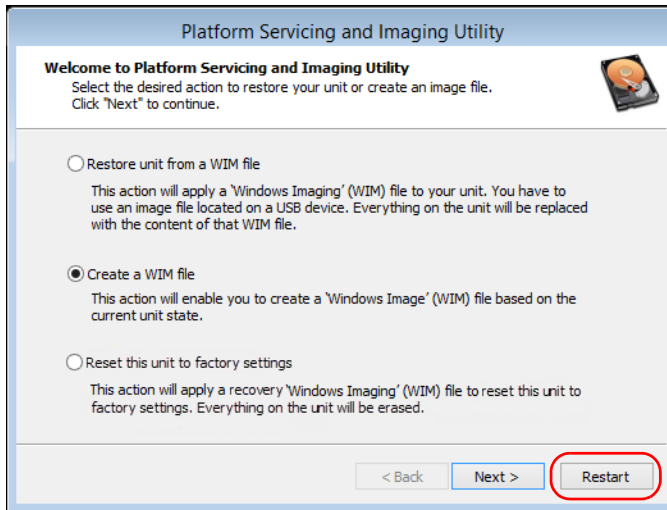 Platform Servicing and Imaging Utility
Welcome to Platform Servicing and Imaging Utility
Select the desired action to restore your unit or create an image file.
Click "Next" to continue.
Restore unit from a WIM file
This action will apply a 'Windows Imaging' (WIM) file to your unit. You have to
use an image file located on a USB device. Everything on the unit will be replaced
with the content of that WIM file.
Create a WIM file
This action will enable you to create a 'Windows Image' (WIM) file based on the
current unit state.
Reset this unit to factory settings
This action will apply a recovery 'Windows Imaging' (WIM) file to reset this unit to
factory settings. Everything on the unit will be erased.
< Back Next > Restart